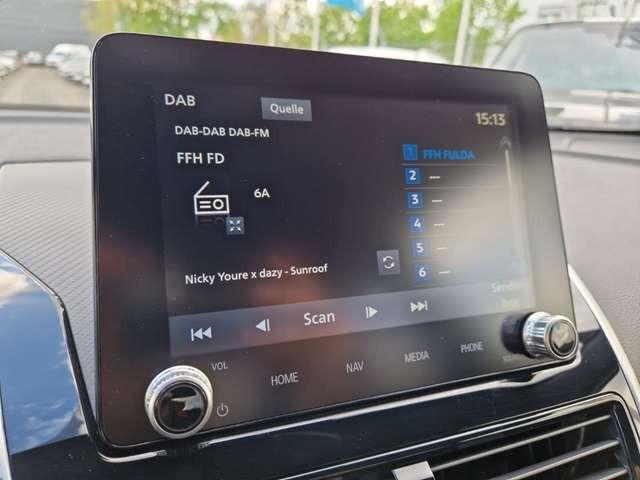 DAB
Quelle
15:13
DAB-DAB DAB-FM
FFH FD
6A
1 FFH FULDA
2 ---
3 ---
4 ---
5 ---
6 ---
Nicky Youre x dazy - Sunroof
Scan
VOL
HOME
NAV
MEDIA
PHONE